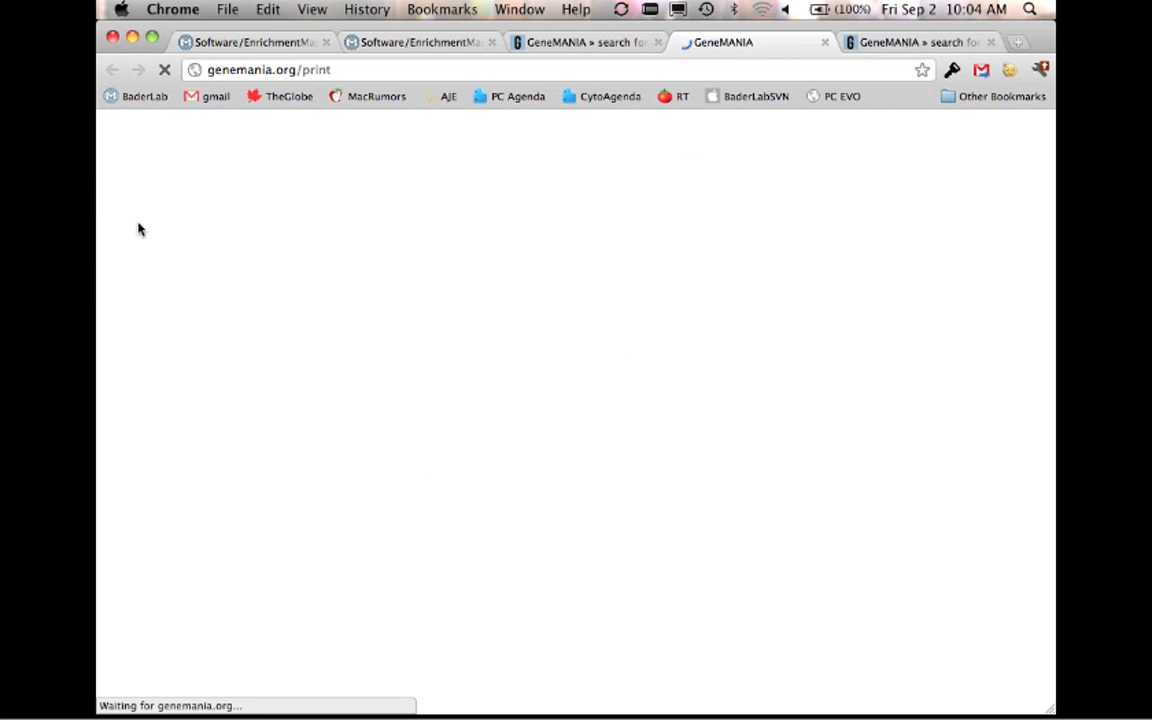 Chrome File Edit View History Bookmarks Window Help (100%) Fri Sep 2 10:04 AM
Software/EnrichmentMa Software/EnrichmentMa GeneMANIA » search for GeneMANIA GeneMANIA » search for
genemania.org/print
BaderLab gmail TheGlobe MacRumors AJE PC Agenda CytoAgenda RT BaderLabSVN PC EVO Other Bookmarks
Waiting for genemania.org...